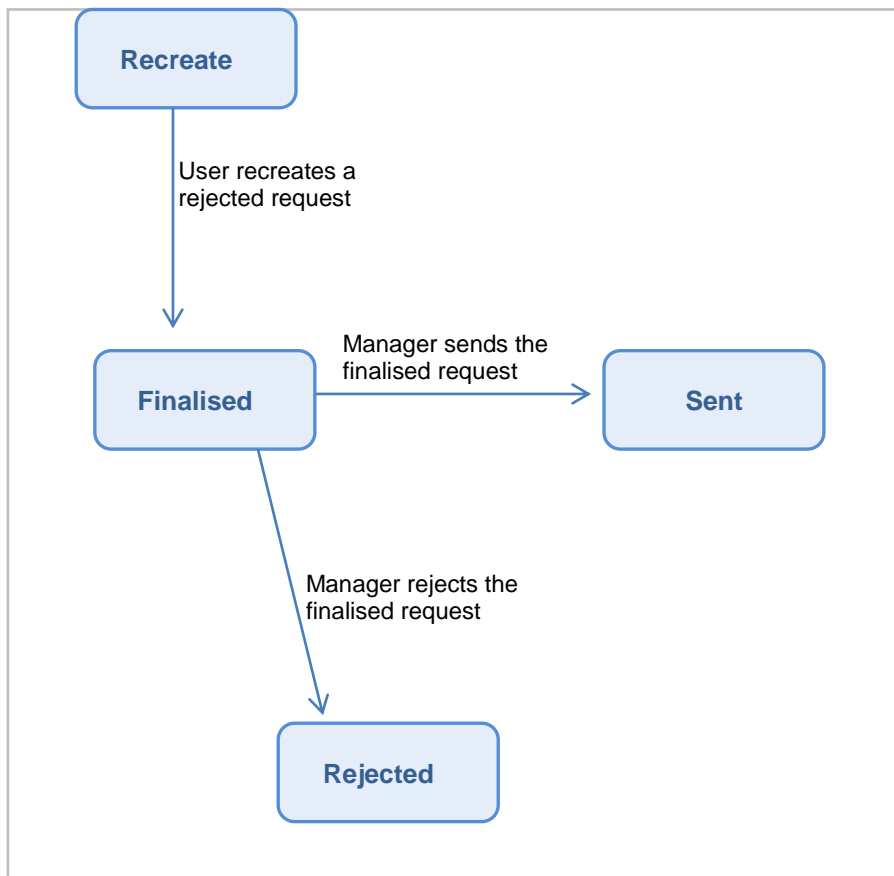 Recreate
User recreates a
rejected request
Manager sends the
finalised request
Finalised
Sent
Manager rejects the
finalised request
Rejected